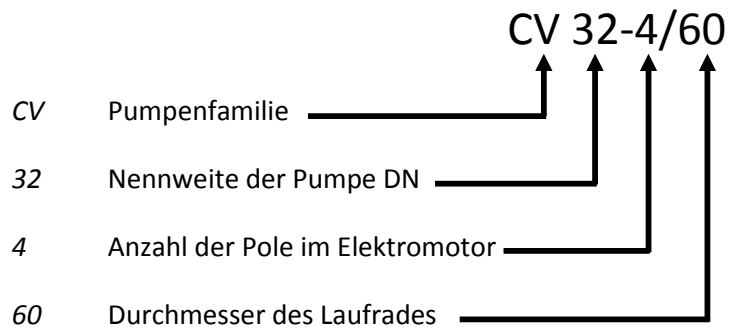 CV 32-4/60
CV Pumpenfamilie
32 Nennweite der Pumpe DN
4 Anzahl der Pole im Elektromotor
60 Durchmesser des Laufrades